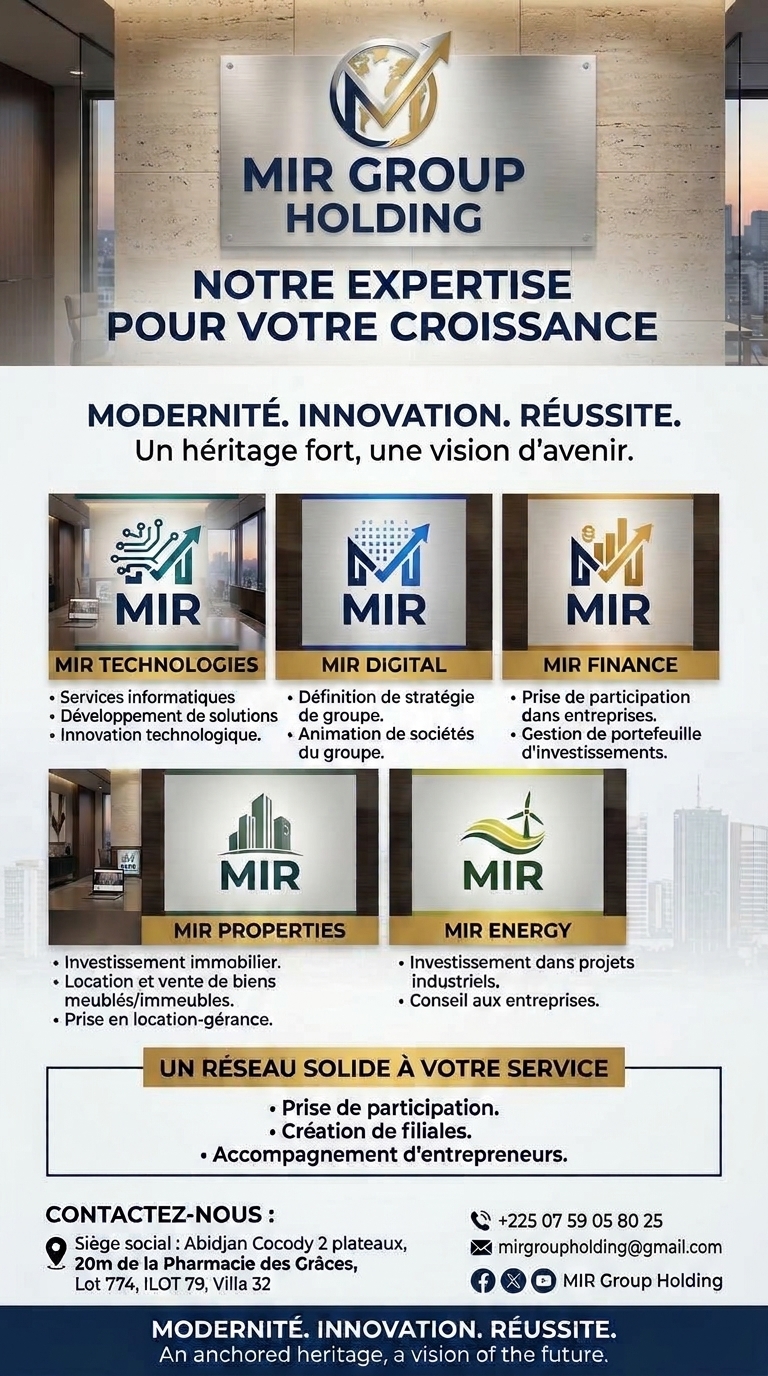 MIR GROUP
HOLDING
NOTRE EXPERTISE
POUR VOTRE CROISSANCE
MODERNITÉ. INNOVATION. RÉUSSITE.
Un héritage fort, une vision d'avenir.
MIR
MIR TECHNOLOGIES
• Services informatiques
• Développement de solutions
• Innovation technologique.
MIR
MIR DIGITAL
• Définition de stratégie
de groupe.
• Animation de sociétés
du groupe.
MIR
MIR FINANCE
• Prise de participation
dans entreprises.
• Gestion de portefeuille
d'investissements.
MIR
MIR PROPERTIES
• Investissement immobilier.
• Location et vente de biens
meublés/immeubles.
• Prise en location-gérance.
MIR
MIR ENERGY
• Investissement dans projets
industriels.
• Conseil aux entreprises.
UN RÉSEAU SOLIDE À VOTRE SERVICE
• Prise de participation.
• Création de filiales.
• Accompagnement d'entrepreneurs.
CONTACTEZ-NOUS :
Siège social : Abidjan Cocody 2 plateaux,
20m de la Pharmacie des Grâces,
Lot 774, ILOT 79, Villa 32
+225 07 59 05 80 25
mirgroupholding@gmail.com
MIR Group Holding
MODERNITÉ. INNOVATION. RÉUSSITE.
An anchored heritage, a vision of the future.